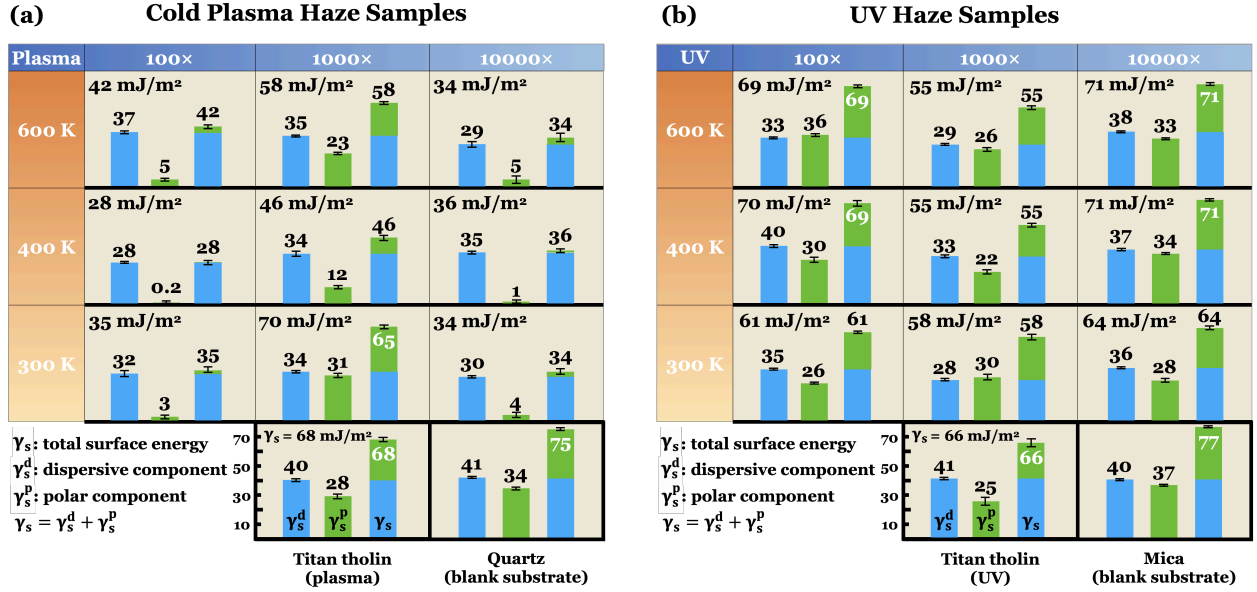 (a) Cold Plasma Haze Samples
Plasma 100× 1000× 10000×
600 K
42 mJ/m²
37 5 42
58 mJ/m²
35 23 58
34 mJ/m²
29 5 34
400 K
28 mJ/m²
28 0.2 28
46 mJ/m²
34 12 46
36 mJ/m²
35 1 36
300 K
35 mJ/m²
32 3 35
70 mJ/m²
34 31 65
34 mJ/m²
30 4 34
γₛ: total surface energy
γₛᵈ: dispersive component
γₛᵖ: polar component
γₛ = γₛᵈ + γₛᵖ
70
50
30
10
γₛ = 68 mJ/m²
40 28 68
γₛᵈ γₛᵖ γₛ
41 34 75
Titan tholin
(plasma)
Quartz
(blank substrate)
(b) UV Haze Samples
UV 100× 1000× 10000×
600 K
69 mJ/m²
33 36 69
55 mJ/m²
29 26 55
71 mJ/m²
38 33 71
400 K
70 mJ/m²
40 30 69
55 mJ/m²
33 22 55
71 mJ/m²
37 34 71
300 K
61 mJ/m²
35 26 61
58 mJ/m²
28 30 58
64 mJ/m²
36 28 64
γₛ: total surface energy
γₛᵈ: dispersive component
γₛᵖ: polar component
γₛ = γₛᵈ + γₛᵖ
70
50
30
10
γₛ = 66 mJ/m²
41 25 66
γₛᵈ γₛᵖ γₛ
40 37 77
Titan tholin
(UV)
Mica
(blank substrate)